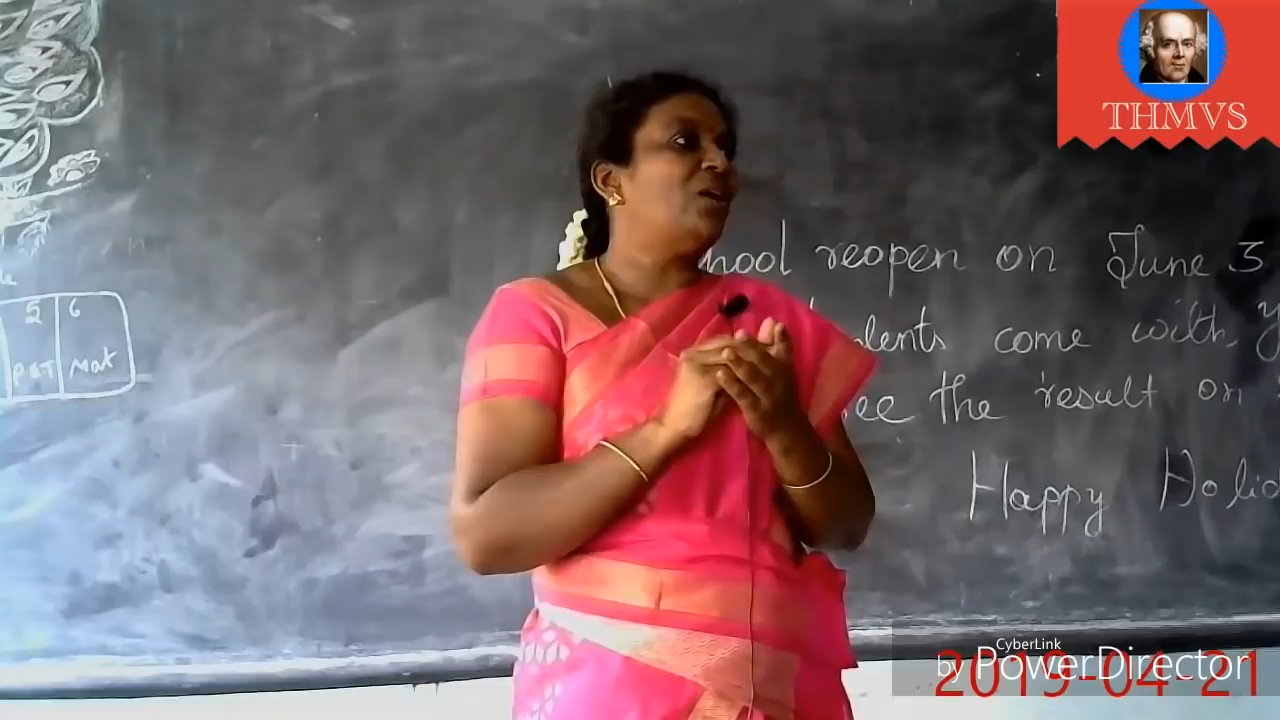 THMVS
hool reopen on June 3
dents come with
ee the result on
Happy Holid
5 6
PET Mat
CyberLink
by PowerDirector
2019-04-21